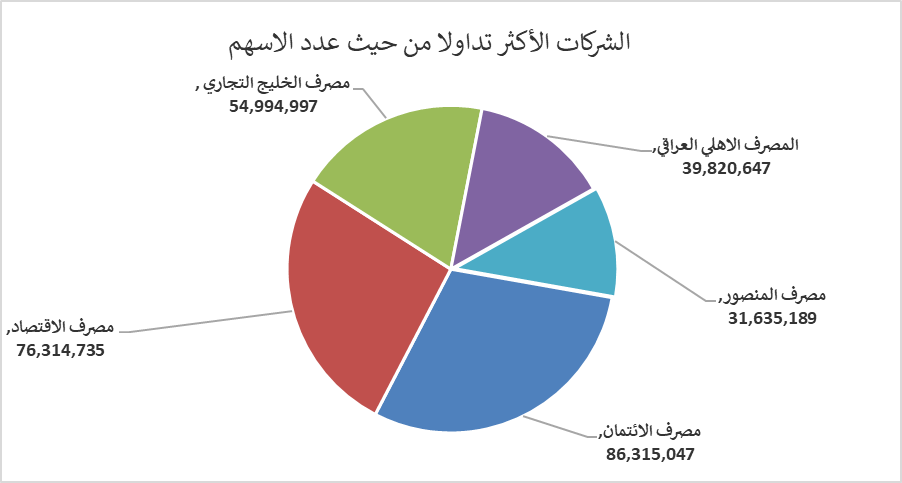 الشركات الأكثر تداولا من حيث عدد الاسهم
مصرف الخليج التجاري ,
54,994,997
المصرف الاهلي العراقي,
39,820,647
مصرف المنصور,
31,635,189
مصرف الاقتصاد,
76,314,735
مصرف الائتمان,
86,315,047